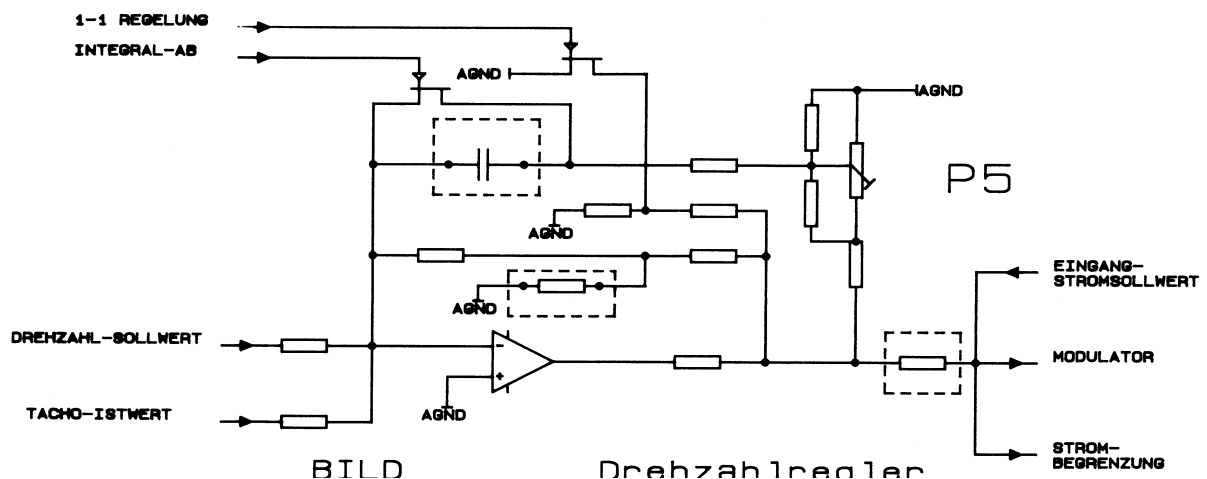 1-1 REGELUNG
INTEGRAL-AB
AGND
AGND
P5
AGND
AGND
EINGANG-
STROMSOLLWERT
DREHZAHL-SOLLWERT
MODULATOR
TACHO-ISTWERT
AGND
STROM-
BEGRENZUNG
BILD
Drehzahlregler